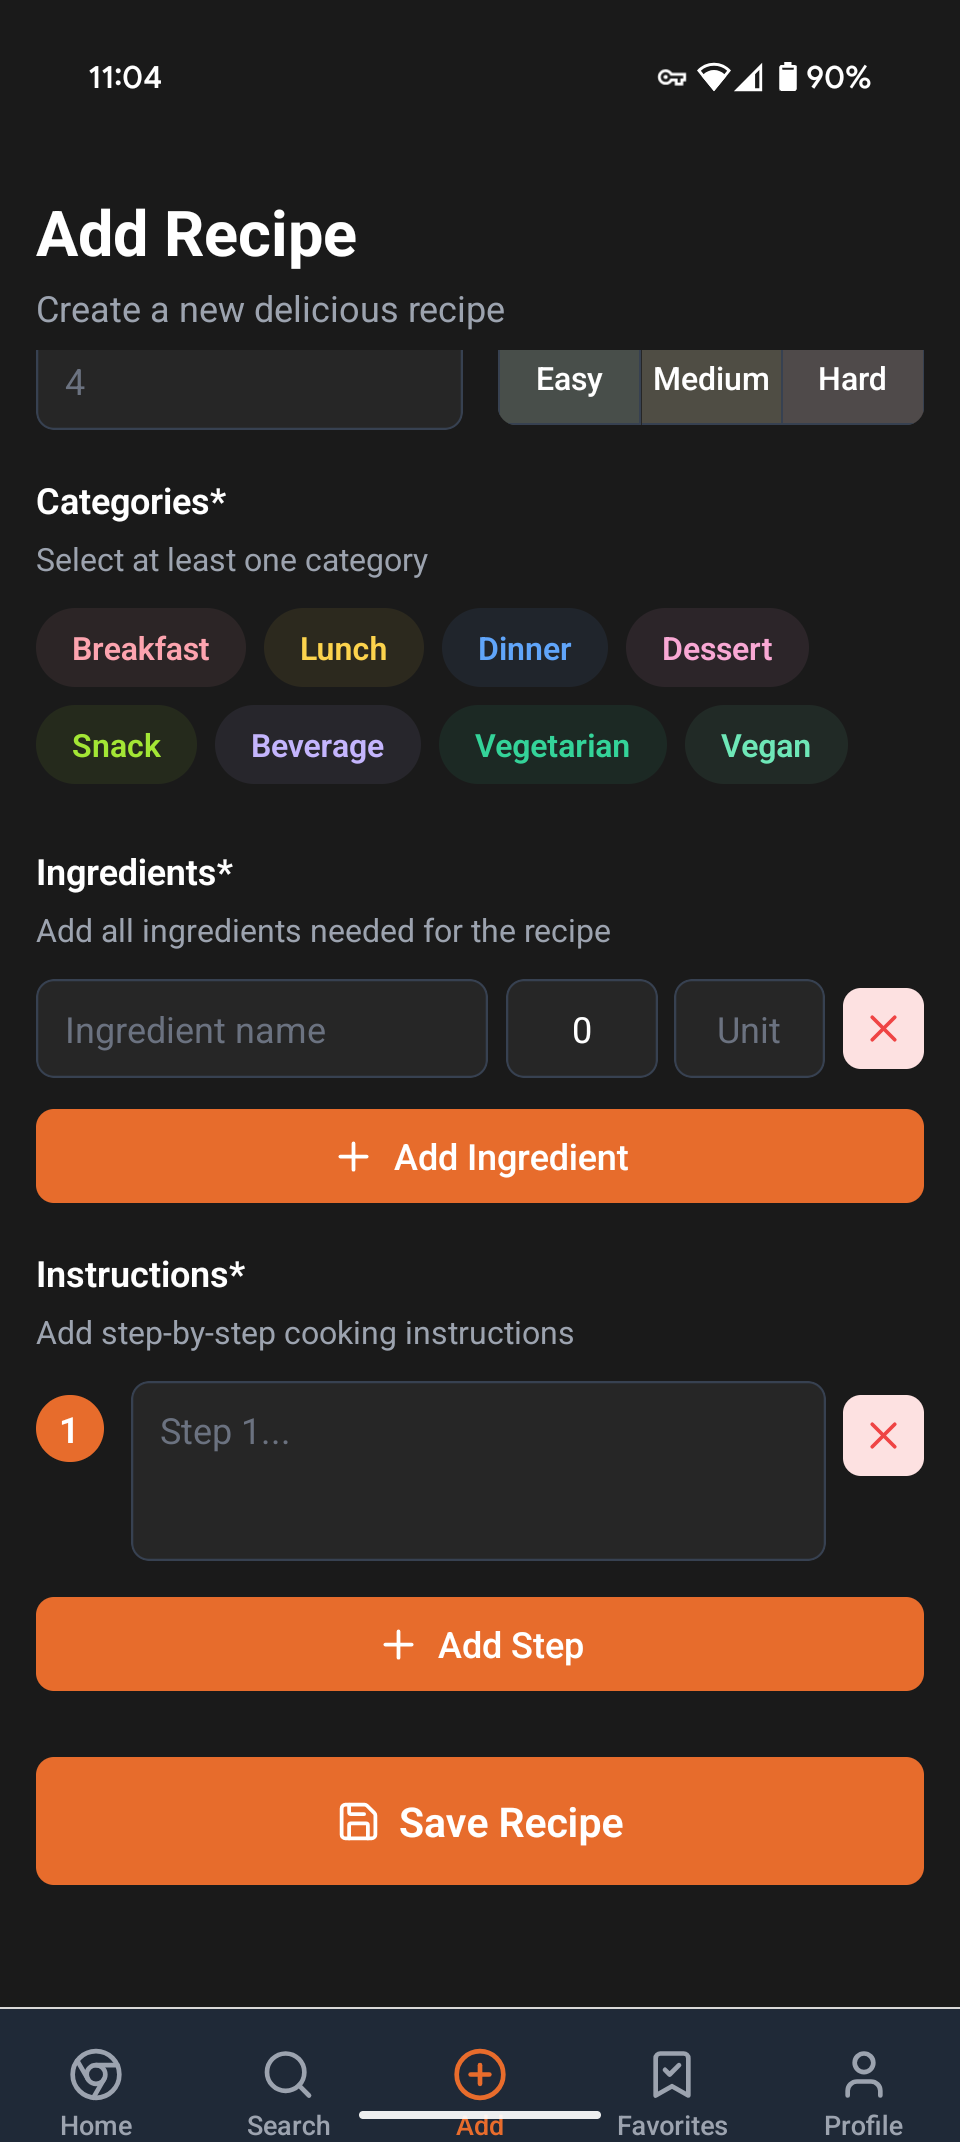 11:04 90%
Add Recipe
Create a new delicious recipe
4 Easy Medium Hard
Categories*
Select at least one category
Breakfast Lunch Dinner Dessert
Snack Beverage Vegetarian Vegan
Ingredients*
Add all ingredients needed for the recipe
Ingredient name 0 Unit
Add Ingredient
Instructions*
Add step-by-step cooking instructions
1 Step 1...
Add Step
Save Recipe
Home Search Add Favorites Profile